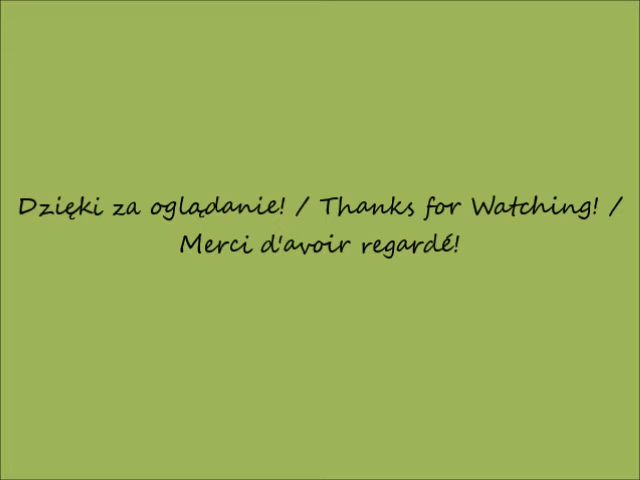 Dzięki za oglądanie! / Thanks for Watching! /
Merci d'avoir regardé!